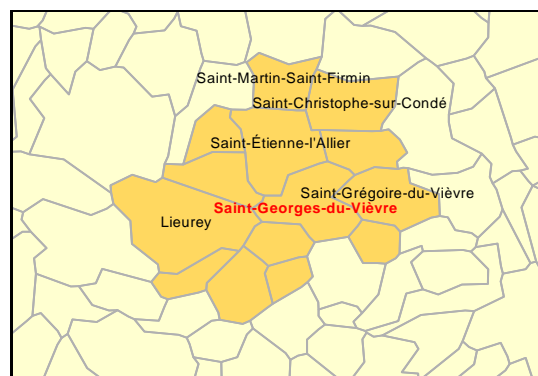 Saint-Martin-Saint-Firmin
Saint-Christophe-sur-Condé
Saint-Étienne-l'Allier
Saint-Grégoire-du-Vièvre
Saint-Georges-du-Vièvre
Lieurey